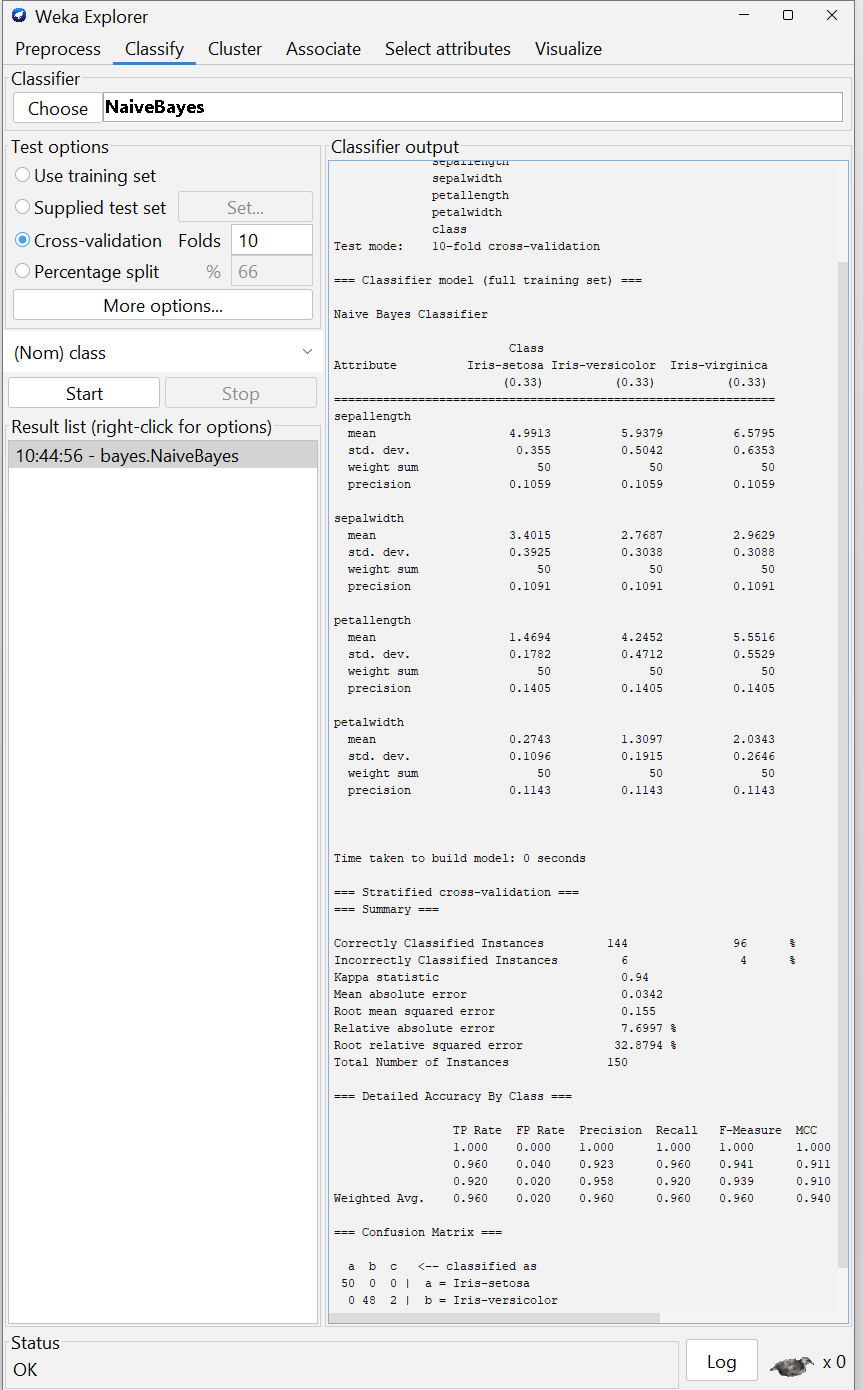 Weka Explorer
Preprocess Classify Cluster Associate Select attributes Visualize
Classifier
Choose NaiveBayes
Test options
Use training set
Supplied test set Set...
Cross-validation Folds 10
Percentage split % 66
More options...
(Nom) class
Start Stop
Result list (right-click for options)
10:44:56 - bayes.NaiveBayes
Classifier output
sepallength
sepalwidth
petallength
petalwidth
class
Test mode: 10-fold cross-validation
=== Classifier model (full training set) ===
Naive Bayes Classifier
Class
Attribute Iris-setosa Iris-versicolor Iris-virginica
(0.33) (0.33) (0.33)
===============================================================
sepallength
mean 4.9913 5.9379 6.5795
std. dev. 0.355 0.5042 0.6353
weight sum 50 50 50
precision 0.1059 0.1059 0.1059
sepalwidth
mean 3.4015 2.7687 2.9629
std. dev. 0.3925 0.3038 0.3088
weight sum 50 50 50
precision 0.1091 0.1091 0.1091
petallength
mean 1.4694 4.2452 5.5516
std. dev. 0.1782 0.4712 0.5529
weight sum 50 50 50
precision 0.1405 0.1405 0.1405
petalwidth
mean 0.2743 1.3097 2.0343
std. dev. 0.1096 0.1915 0.2646
weight sum 50 50 50
precision 0.1143 0.1143 0.1143
Time taken to build model: 0 seconds
=== Stratified cross-validation ===
=== Summary ===
Correctly Classified Instances 144 96 %
Incorrectly Classified Instances 6 4 %
Kappa statistic 0.94
Mean absolute error 0.0342
Root mean squared error 0.155
Relative absolute error 7.6997 %
Root relative squared error 32.8794 %
Total Number of Instances 150
=== Detailed Accuracy By Class ===
TP Rate FP Rate Precision Recall F-Measure MCC
1.000 0.000 1.000 1.000 1.000 1.000
0.960 0.040 0.923 0.960 0.941 0.911
0.920 0.020 0.958 0.920 0.939 0.910
Weighted Avg. 0.960 0.020 0.960 0.960 0.960 0.940
=== Confusion Matrix ===
a b c <-- classified as
50 0 0 | a = Iris-setosa
0 48 2 | b = Iris-versicolor
Status
OK
Log x 0